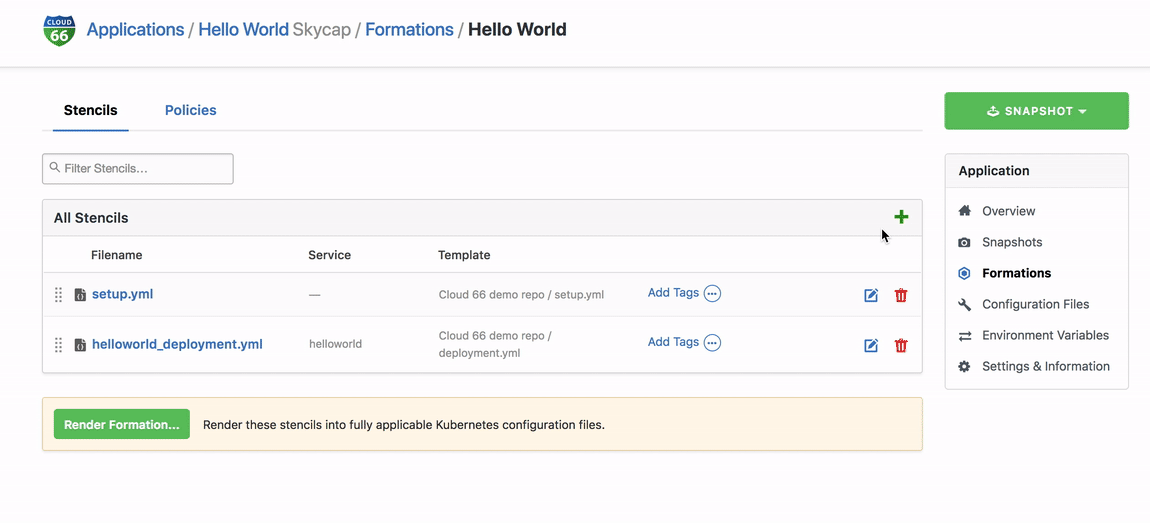 CLOUD
66
Applications / Hello World Skycap / Formations / Hello World
Stencils
Policies
SNAPSHOT
Filter Stencils...
All Stencils
Filename Service Template
setup.yml — Cloud 66 demo repo / setup.yml Add Tags
helloworld_deployment.yml helloworld Cloud 66 demo repo / Add Tags
deployment.yml
Render Formation... Render these stencils into fully applicable Kubernetes configuration files.
Application
Overview
Snapshots
Formations
Configuration Files
Environment Variables
Settings & Information